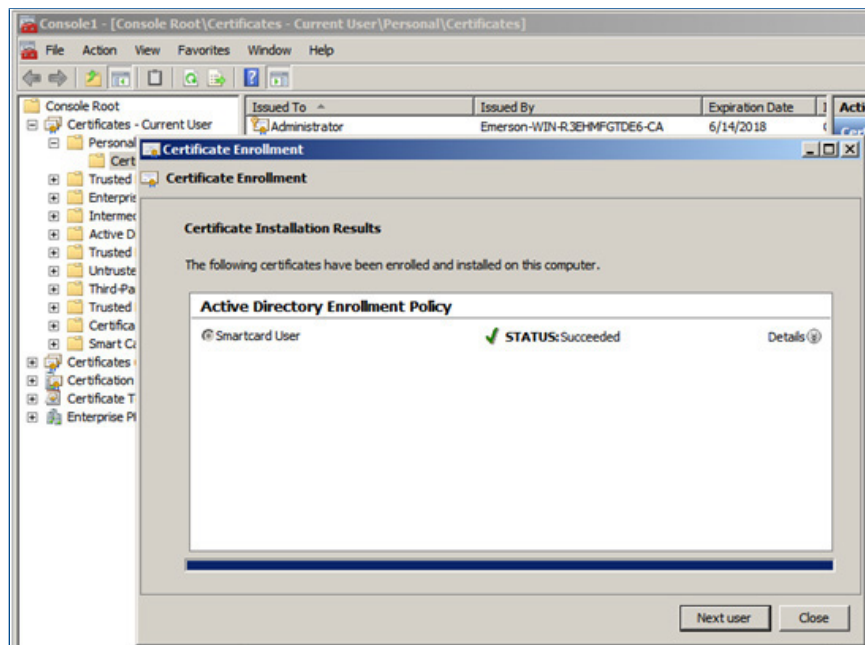 Console1 - [Console Root\Certificates - Current User\Personal\Certificates]
File Action View Favorites Window Help
Console Root
Issued To Issued By Expiration Date Acti
Certificates - Current User
Administrator Emerson-WIN-R3EHMFGTDE6-CA 6/14/2018
Personal
Cert
Trusted
Enterpris
Intermed
Active D
Trusted
Untruste
Third-Pa
Trusted
Certifica
Smart Ca
Certificates
Certification
Certificate T
Enterprise PK
Certificate Enrollment
Certificate Enrollment
Certificate Installation Results
The following certificates have been enrolled and installed on this computer.
Active Directory Enrollment Policy
Smartcard User STATUS: Succeeded Details
Next user Close